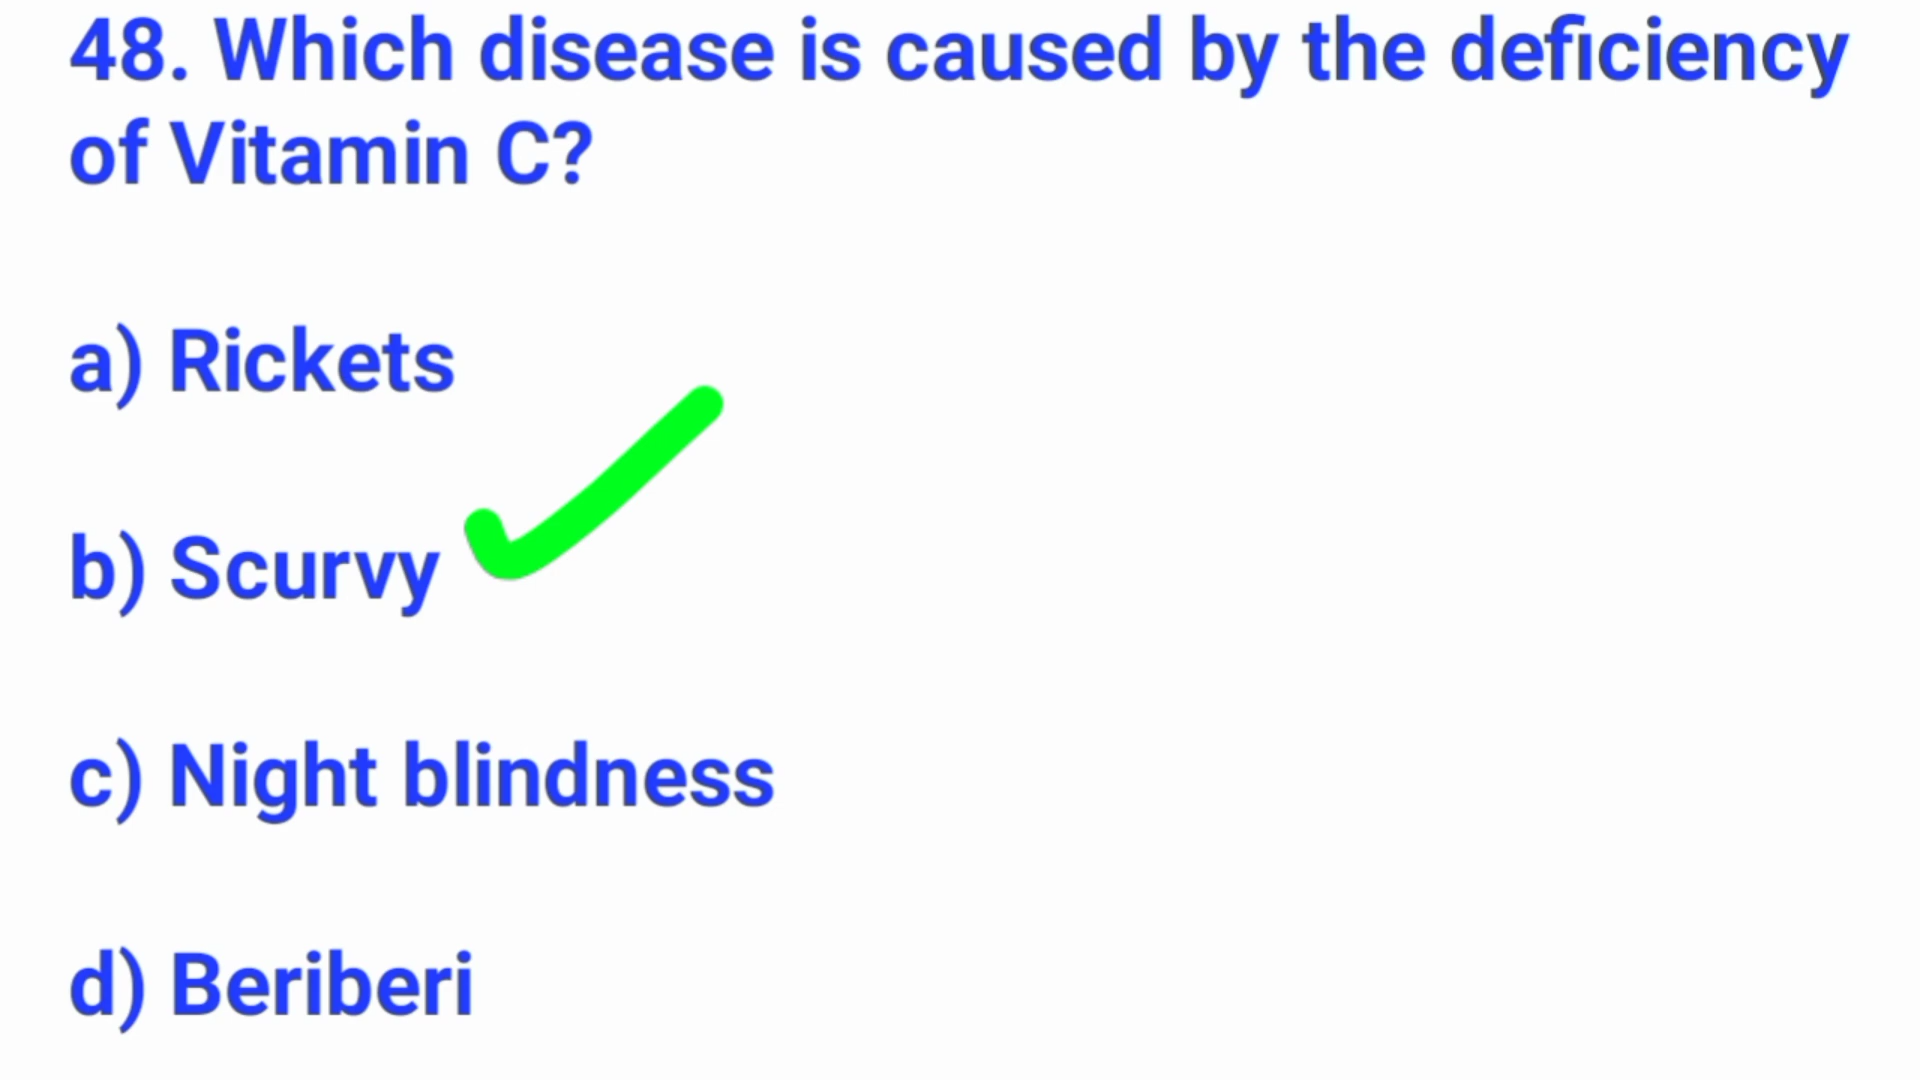 48. Which disease is caused by the deficiency
of Vitamin C?
a) Rickets
b) Scurvy
c) Night blindness
d) Beriberi